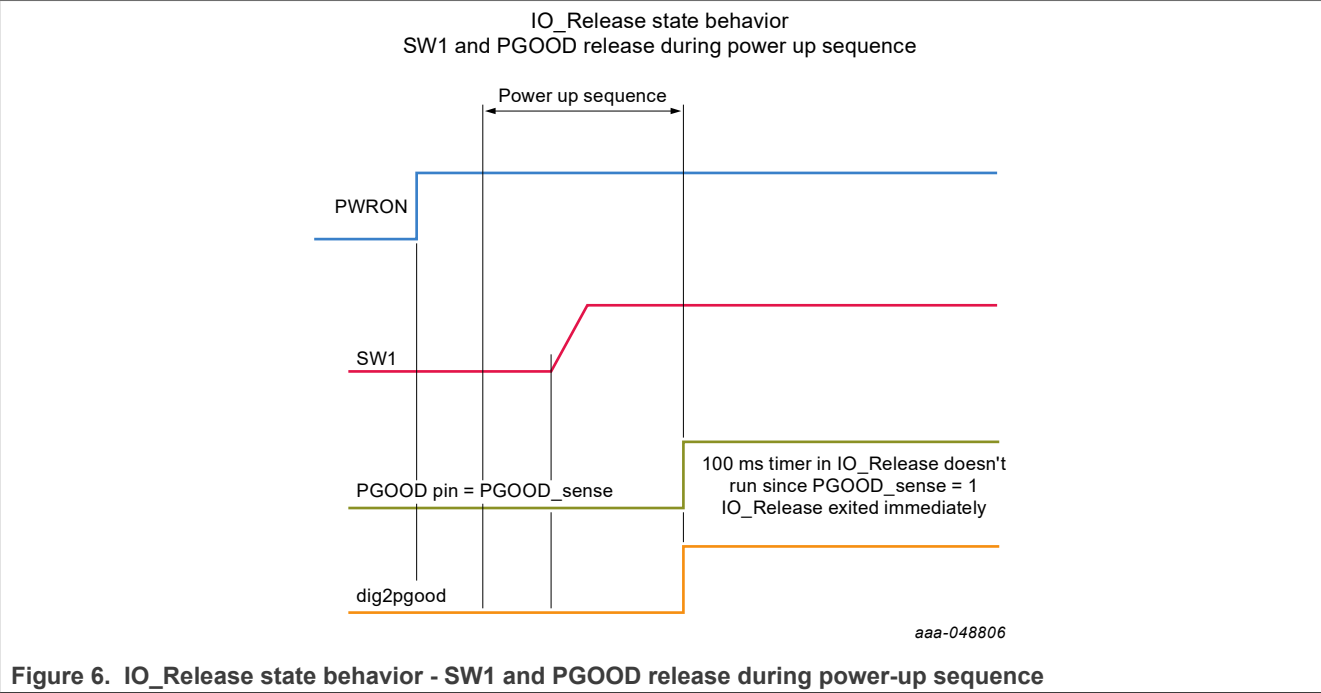 IO_Release state behavior
SW1 and PGOOD release during power up sequence
Power up sequence
PWRON
SW1
PGOOD pin = PGOOD_sense
100 ms timer in IO_Release doesn't
run since PGOOD_sense = 1
IO_Release exited immediately
dig2pgood
aaa-048806
Figure 6. IO_Release state behavior - SW1 and PGOOD release during power-up sequence